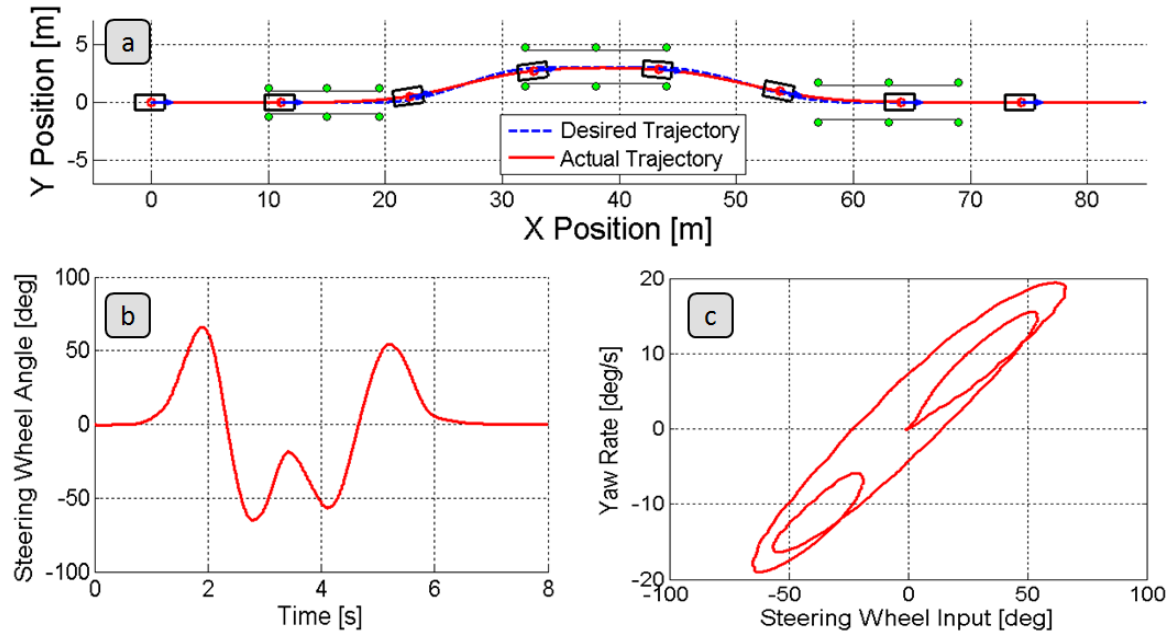 a
Y Position [m]
5
0
-5
Desired Trajectory
Actual Trajectory
0 10 20 30 40 50 60 70 80
X Position [m]
b
Steering Wheel Angle [deg]
100
50
0
-50
-100
0 2 4 6 8
Time [s]
c
Yaw Rate [deg/s]
20
10
0
-10
-20
-100 -50 0 50 100
Steering Wheel Input [deg]